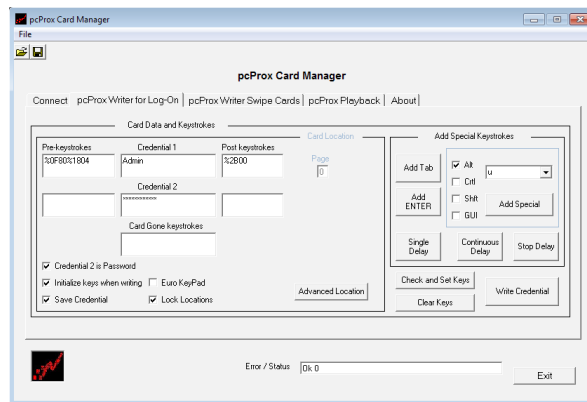 pcProx Card Manager
File
pcProx Card Manager
Connect pcProx Writer for Log-On pcProx Writer Swipe Cards pcProx Playback About
Card Data and Keystrokes
Card Location
Add Special Keystrokes
Pre-keystrokes Credential 1 Post keystrokes
Page
%0F80%1804 Admin %2B00
0
Credential 2
***********
Card Gone keystrokes
Credential 2 is Password
Initialize keys when writing Euro KeyPad
Save Credential Lock Locations
Advanced Location
Add Tab
Alt
u
Crtl
Add ENTER
Shft
Add Special
GUI
Single Delay
Continuous Delay
Stop Delay
Check and Set Keys
Write Credential
Clear Keys
Error / Status Ok 0
Exit